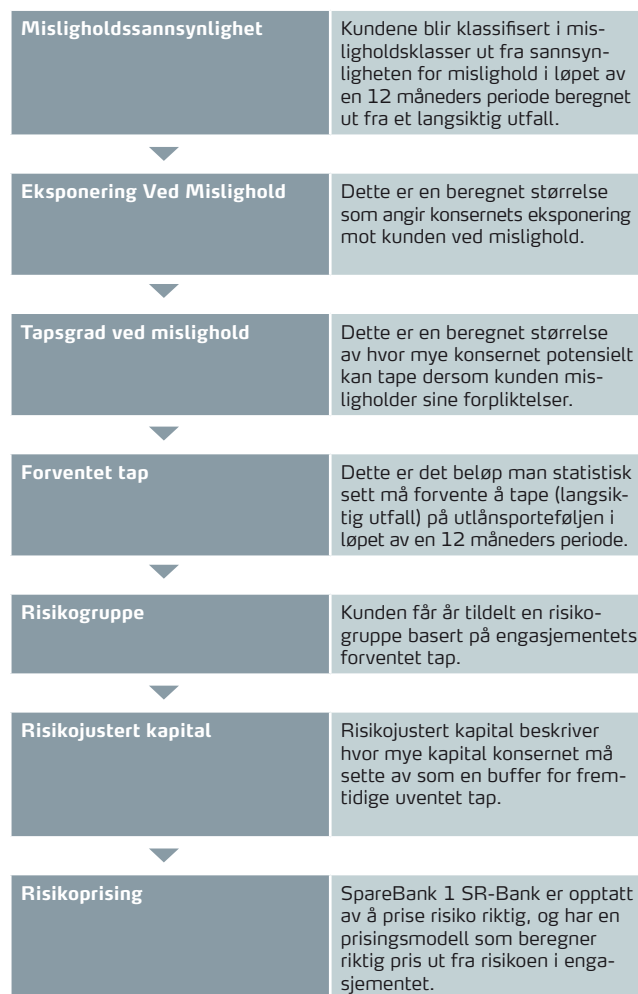 Misligholdssannsynlighet
Kundene blir klassifisert i mis-
ligholdsklasser ut fra sannsyn-
ligheten for mislighold i løpet av
en 12 måneders periode beregnet
ut fra et langsiktig utfall.
Eksponering Ved Mislighold
Dette er en beregnet størrelse
som angir konsernets eksponering
mot kunden ved mislighold.
Tapsgrad ved mislighold
Dette er en beregnet størrelse
av hvor mye konsernet potensielt
kan tape dersom kunden mis-
ligholder sine forpliktelser.
Forventet tap
Dette er det beløp man statistisk
sett må forvente å tape (langsik-
tig utfall) på utlånsporteføljen i
løpet av en 12 måneders periode.
Risikogruppe
Kunden får år tildelt en risiko-
gruppe basert på engasjementets
forventet tap.
Risikojustert kapital
Risikojustert kapital beskriver
hvor mye kapital konsernet må
sette av som en buffer for frem-
tidige uventet tap.
Risikoprising
SpareBank 1 SR-Bank er opptatt
av å prise risiko riktig, og har en
prisingsmodell som beregner
riktig pris ut fra risikoen i enga-
sjementet.